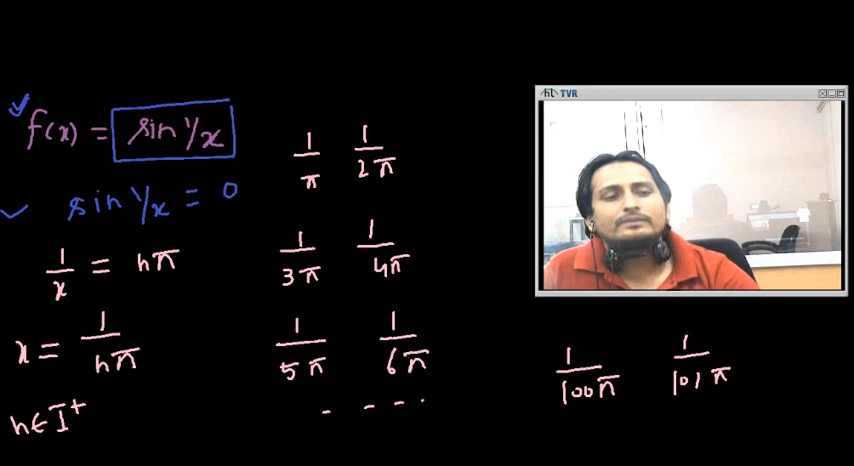 f(x) = sin 1/x
sin 1/x = 0
1/x = nπ
x = 1/nπ
n ∈ I+
1/π 1/2π
1/3π 1/4π
1/5π 1/6π
- - - -
1/100π 1/101π
ht TVR